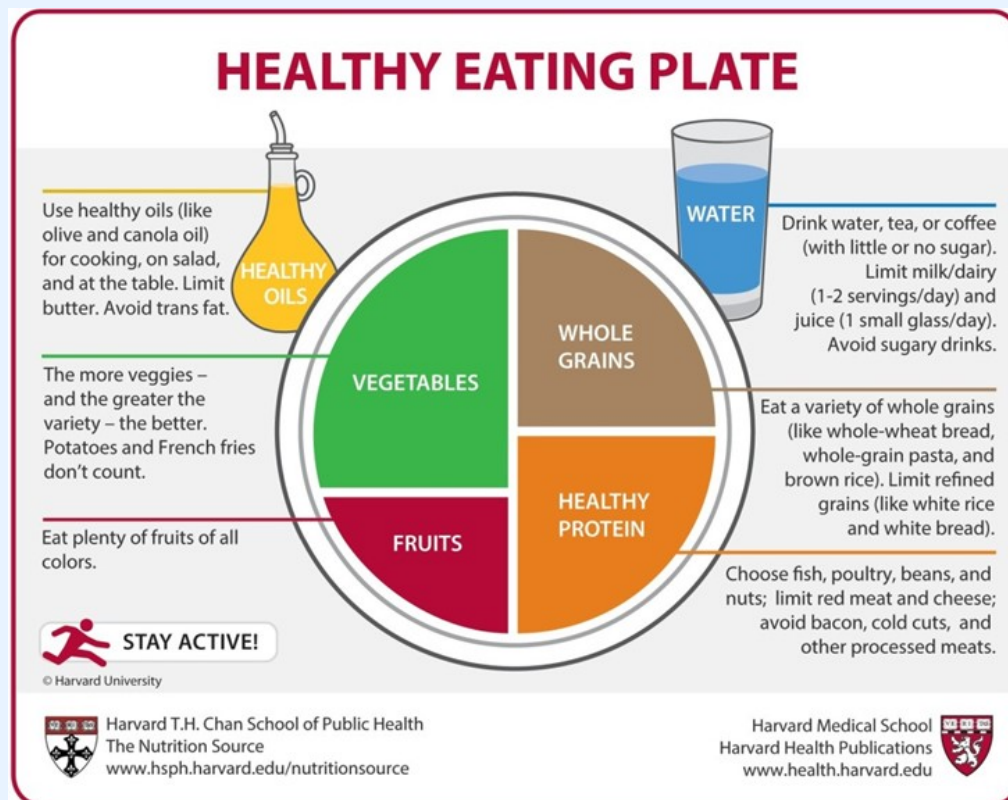 HEALTHY EATING PLATE
HEALTHY
OILS
Use healthy oils (like
olive and canola oil)
for cooking, on salad,
and at the table. Limit
butter. Avoid trans fat.
The more veggies –
and the greater the
variety – the better.
Potatoes and French fries
don't count.
Eat plenty of fruits of all
colors.
VEGETABLES
FRUITS
WHOLE
GRAINS
HEALTHY
PROTEIN
WATER
Drink water, tea, or coffee
(with little or no sugar).
Limit milk/dairy
(1-2 servings/day) and
juice (1 small glass/day).
Avoid sugary drinks.
Eat a variety of whole grains
(like whole-wheat bread,
whole-grain pasta, and
brown rice). Limit refined
grains (like white rice
and white bread).
Choose fish, poultry, beans, and
nuts; limit red meat and cheese;
avoid bacon, cold cuts, and
other processed meats.
STAY ACTIVE!
© Harvard University
Harvard T.H. Chan School of Public Health
The Nutrition Source
www.hsph.harvard.edu/nutritionsource
Harvard Medical School
Harvard Health Publications
www.health.harvard.edu